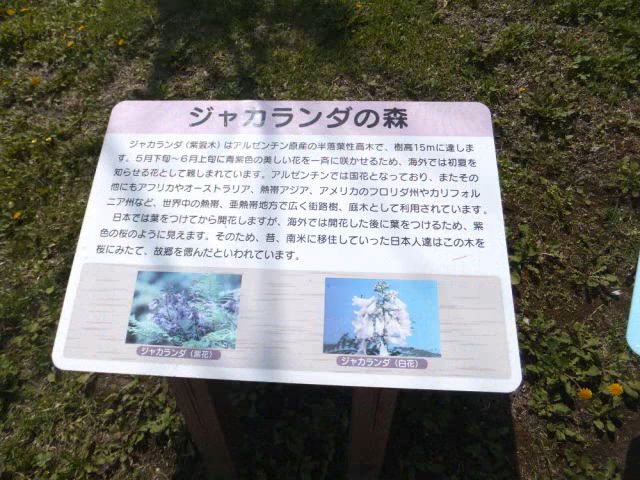 ジャカランダの森
ジャカランダ(紫雲木)はアルゼンチン原産の半落葉性高木で、樹高15mに達しま
す。5月下旬~6月上旬に青紫色の美しい花を一斉に咲かせるため、海外では初夏を
知らせる花として親しまれています。アルゼンチンでは国花となっており、またその
他にもアフリカやオーストラリア、熱帯アジア、アメリカのフロリダ州やカリフォル
ニア州など、世界中の熱帯、亜熱帯地方で広く街路樹、庭木として利用されています。
日本では葉をつけてから開花しますが、海外では開花した後に葉をつけるため、紫
色の桜のように見えます。そのため、昔、南米に移住していった日本人達はこの木を
桜にみたて、故郷を偲んだといわれています。
ジャカランダ(紫花)
ジャカランダ(白花)